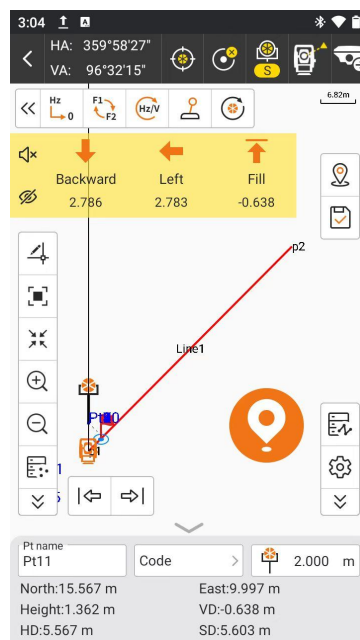 3:04
HA: 359°58'27"
VA: 96°32'15"
S
Hz
0
F1
F2
Hz/V
6.82m
Backward Left Fill
2.786 2.783 -0.638
p2
Line1
1
Pt name
Pt11
Code
2.000 m
North:15.567 m East:9.997 m
Height:1.362 m VD:-0.638 m
HD:5.567 m SD:5.603 m